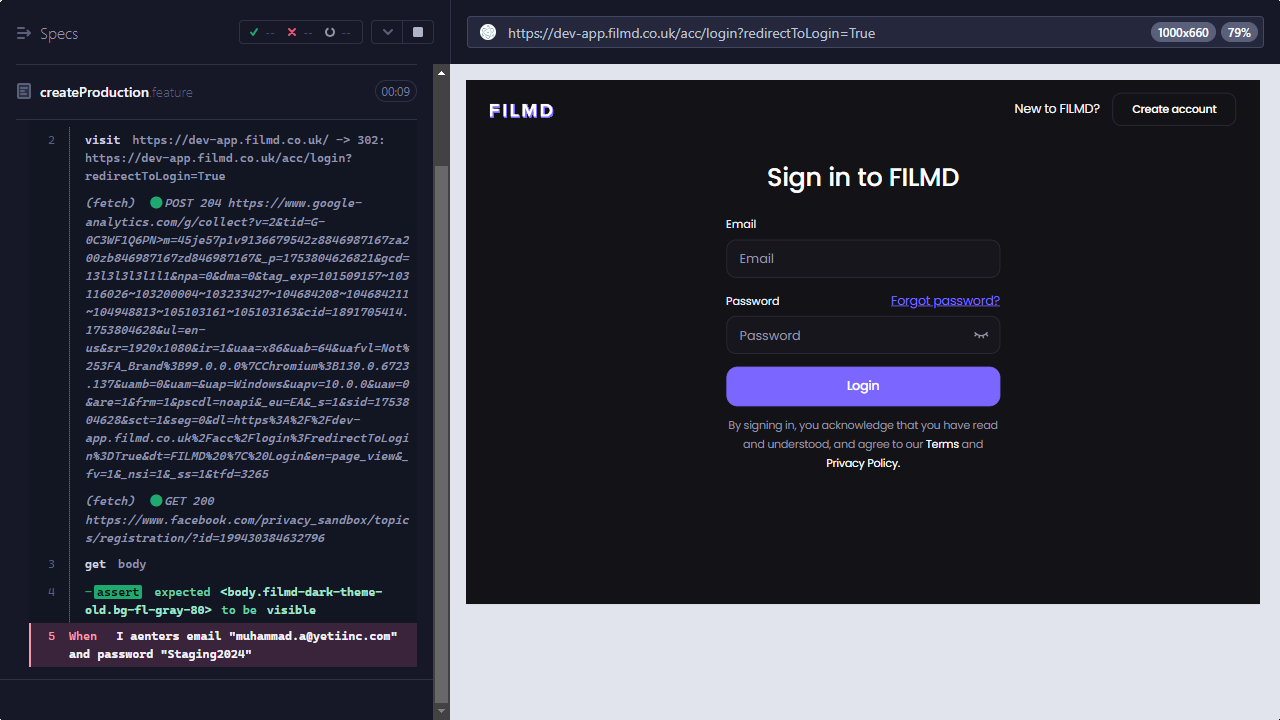 Specs
--
--
--
https://dev-app.filmd.co.uk/acc/login?redirectToLogin=True
1000x660
79%
createProduction.feature
00:09
2 visit https://dev-app.filmd.co.uk/ -> 302:
https://dev-app.filmd.co.uk/acc/login?
redirectToLogin=True
(fetch) POST 204 https://www.google-
analytics.com/g/collect?v=2&tid=G-
0C3WF1Q6PN>m=45je57p1v9136679542z8846987167za2
00zb846987167zd846987167&_p=1753804626821&gcd=
13l3l3l3l1l1&npa=0&dma=0&tag_exp=101509157~103
116026~103200004~103233427~104684208~104684211
~104948813~105103161~105103163&cid=1891705414.
1753804628&ul=en-
us&sr=1920x1080&ir=1&uaa=x86&uab=64&uafvl=Not%
253FA_Brand%3B99.0.0.0%7CChromium%3B130.0.6723
.137&uamb=0&uam=&uap=Windows&uapv=10.0.0&uaw=0
&are=1&frm=1&pscdl=noapi&_eu=EA&_s=1&sid=17538
04628&sct=1&seg=0&dl=https%3A%2F%2Fdev-
app.filmd.co.uk%2Facc%2Flogin%3FredirectToLogi
n%3DTrue&dt=FILMD%20%7C%20Login&en=page_view&_
fv=1&_nsi=1&_ss=1&tfd=3265
(fetch) GET 200
https://www.facebook.com/privacy_sandbox/topic
s/registration/?id=199430384632796
3 get body
4 -assert expected <body.filmd-dark-theme-
old.bg-fl-gray-80> to be visible
5 When I aenters email "muhammad.a@yetiinc.com"
and password "Staging2024"
FILMD
New to FILMD?
Create account
Sign in to FILMD
Email
Email
Password
Forgot password?
Password
Login
By signing in, you acknowledge that you have read
and understood, and agree to our Terms and
Privacy Policy.